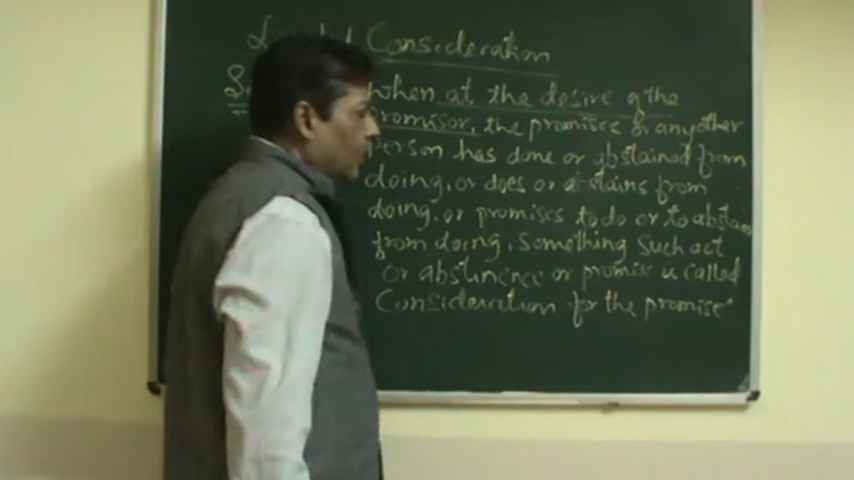 Consideration
when at the desire of the
promisor, the promisee or any other
Person has done or abstained from
doing, or does or abstains from
doing, or promises to do or to abstain
from doing, Something Such act
or abstinence or promise is called
Consideration for the promise"